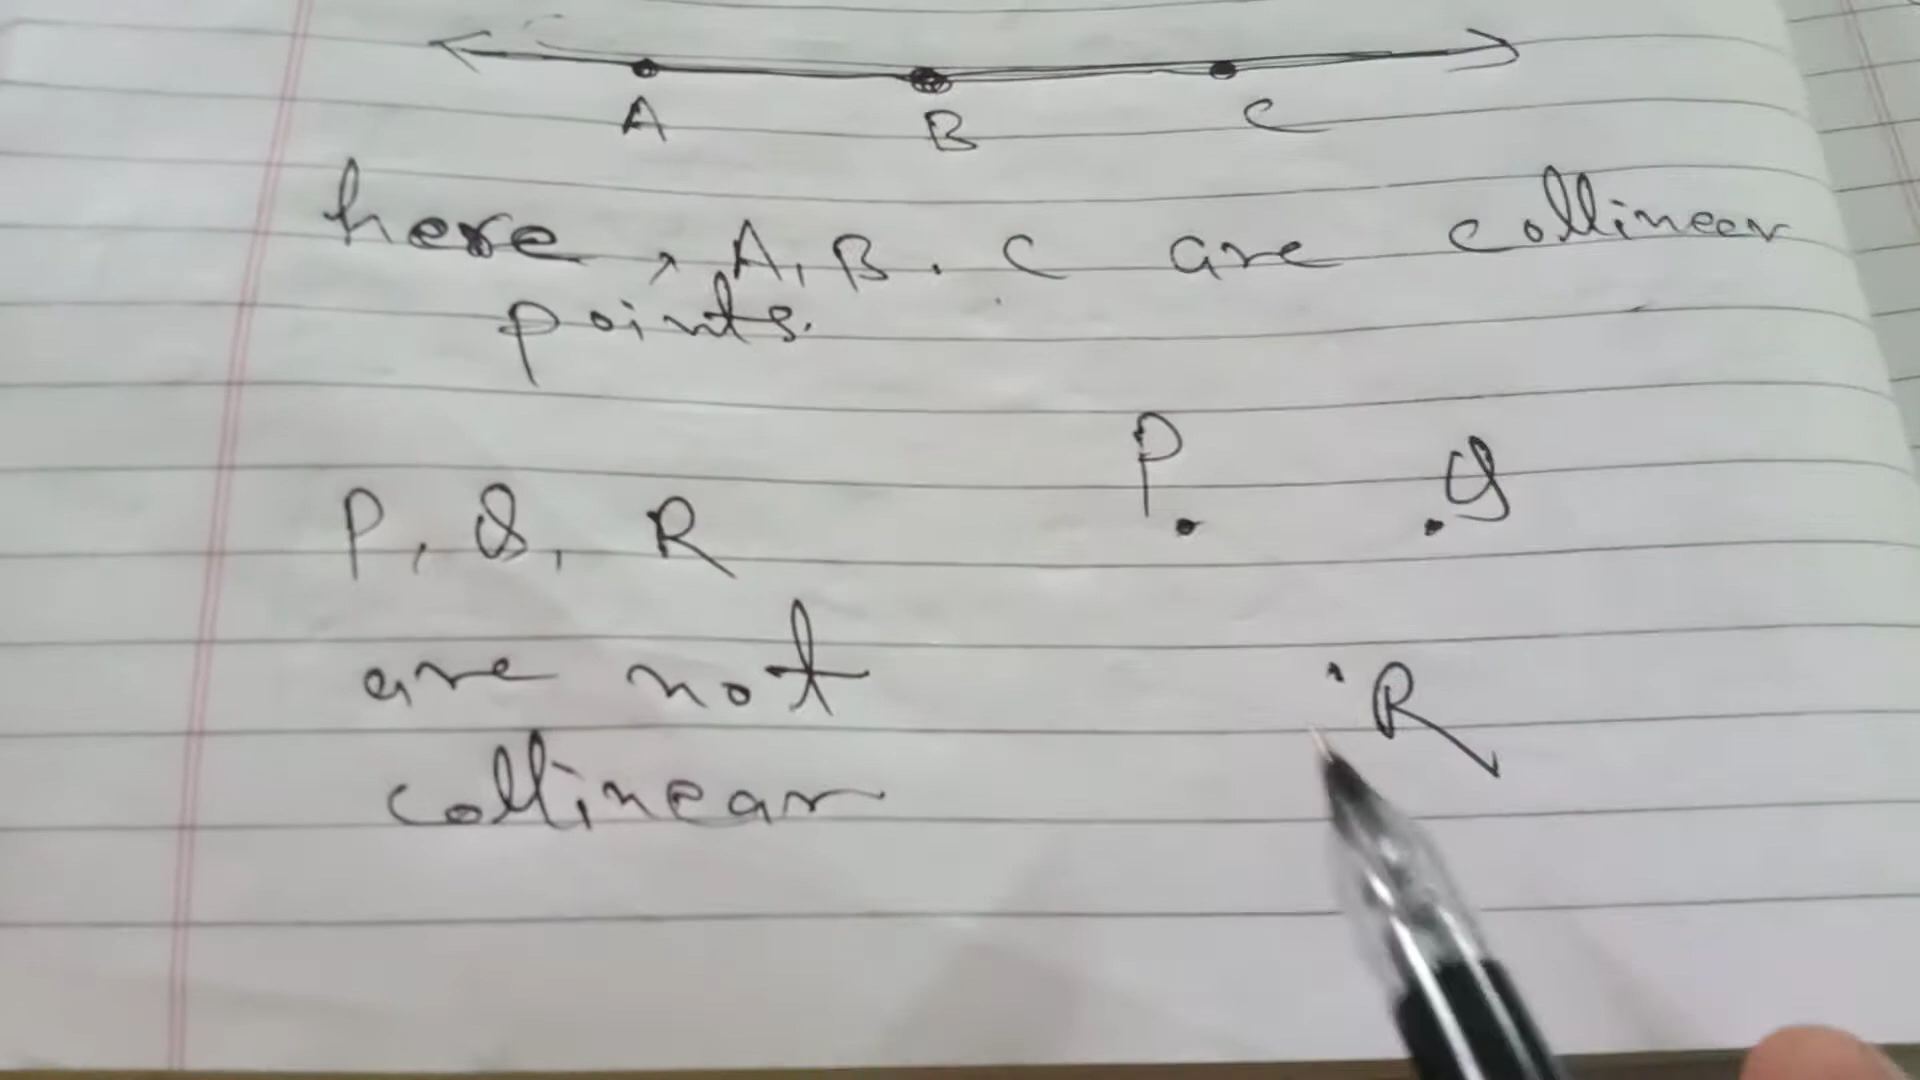 A B C
here, A, B, C are collinear
points.
P. .Q
P, Q, R
are not
.R
collinear